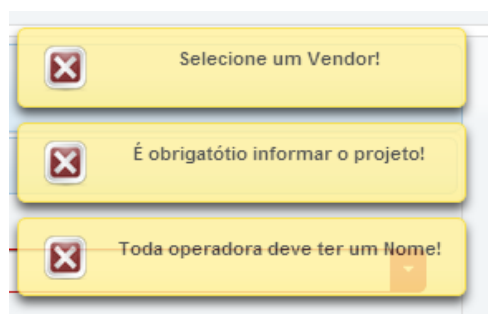 Selecione um Vendor!
É obrigatótio informar o projeto!
Toda operadora deve ter um Nome!